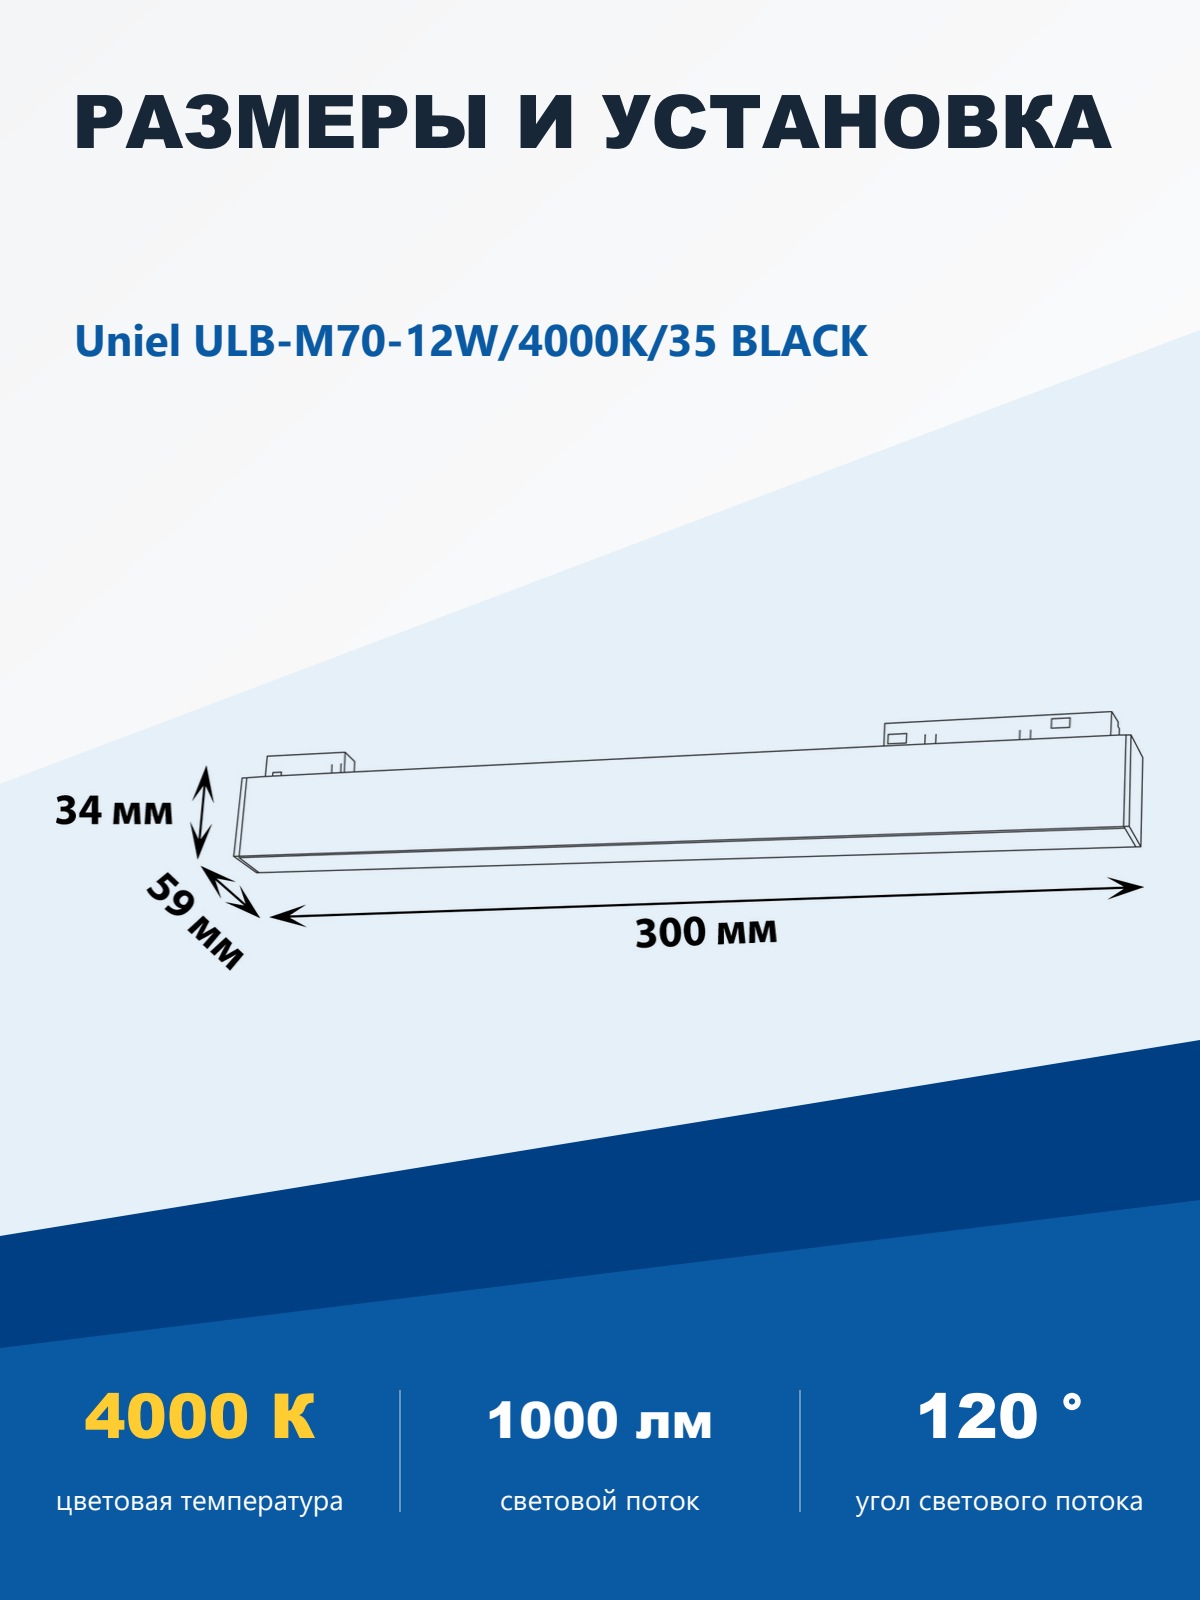 РАЗМЕРЫ И УСТАНОВКА
Uniel ULB-M70-12W/4000K/35 BLACK
34 мм
59 мм
300 мм
4000 К
цветовая температура
1000 лм
световой поток
120 °
угол светового потока